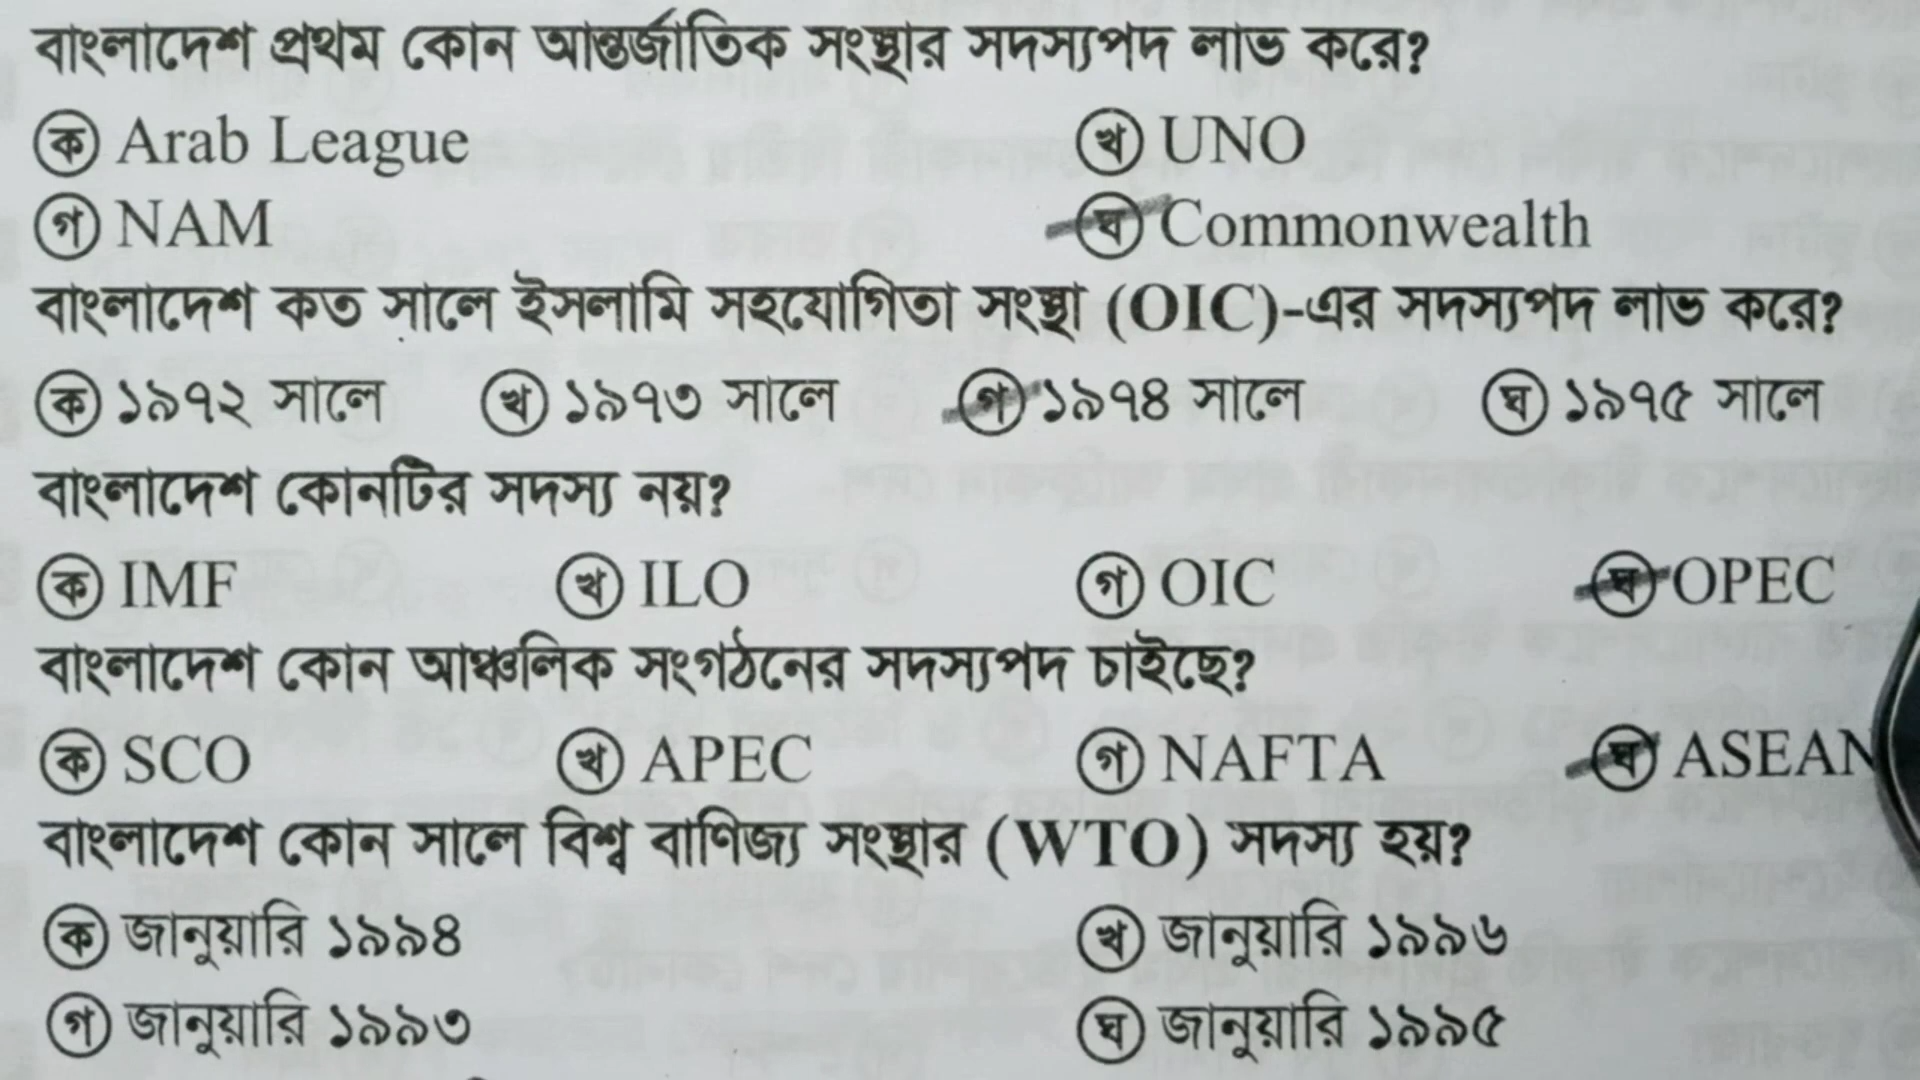 বাংলাদেশ প্রথম কোন আন্তর্জাতিক সংস্থার সদস্যপদ লাভ করে?
ক Arab League খ UNO
গ NAM ঘ Commonwealth
বাংলাদেশ কত সালে ইসলামি সহযোগিতা সংস্থা (OIC)-এর সদস্যপদ লাভ করে?
ক ১৯৭২ সালে খ ১৯৭৩ সালে গ ১৯৭৪ সালে ঘ ১৯৭৫ সালে
বাংলাদেশ কোনটির সদস্য নয়?
ক IMF খ ILO গ OIC ঘ OPEC
বাংলাদেশ কোন আঞ্চলিক সংগঠনের সদস্যপদ চাইছে?
ক SCO খ APEC গ NAFTA ঘ ASEAN
বাংলাদেশ কোন সালে বিশ্ব বাণিজ্য সংস্থার (WTO) সদস্য হয়?
ক জানুয়ারি ১৯৯৪ খ জানুয়ারি ১৯৯৬
গ জানুয়ারি ১৯৯৩ ঘ জানুয়ারি ১৯৯৫